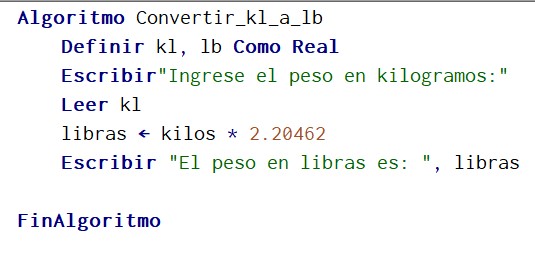 Algoritmo Convertir_kl_a_lb
Definir kl, lb Como Real
Escribir"Ingrese el peso en kilogramos:"
Leer kl
libras ← kilos * 2.20462
Escribir "El peso en libras es: ", libras
FinAlgoritmo